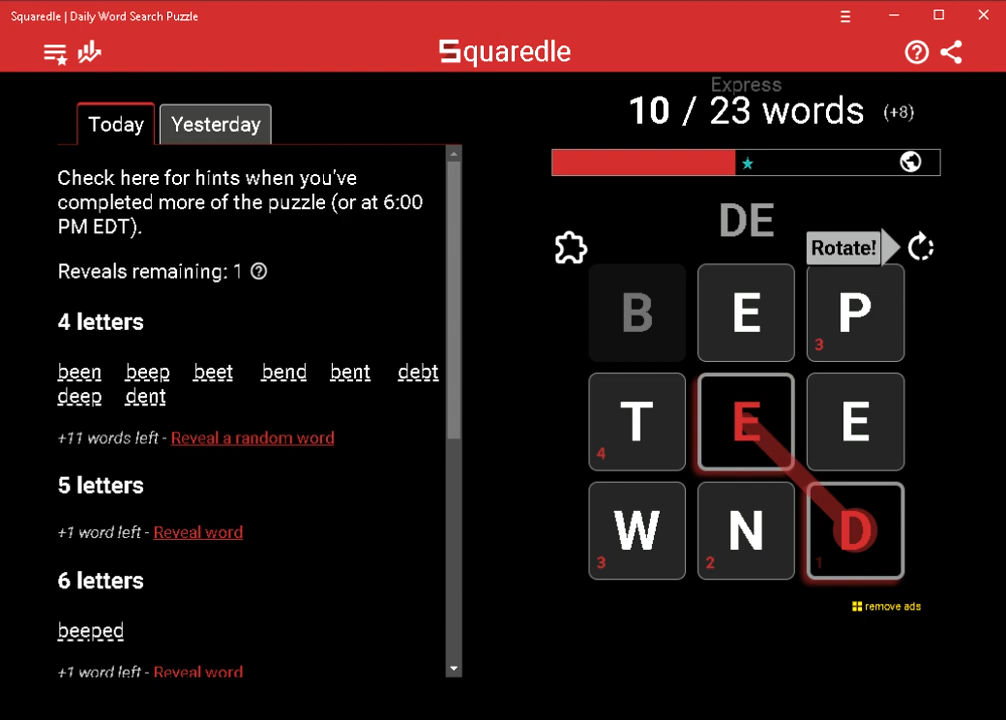 Squaredle | Daily Word Search Puzzle
Squaredle
Today
Yesterday
Check here for hints when you've
completed more of the puzzle (or at 6:00
PM EDT).
Reveals remaining: 1
4 letters
been beep beet bend bent debt
deep dent
+11 words left - Reveal a random word
5 letters
+1 word left - Reveal word
6 letters
beeped
+1 word left - Reveal word
Express
10 / 23 words (+8)
DE
Rotate!
B E P
3
T E E
4
W N D
3 2 1
remove ads